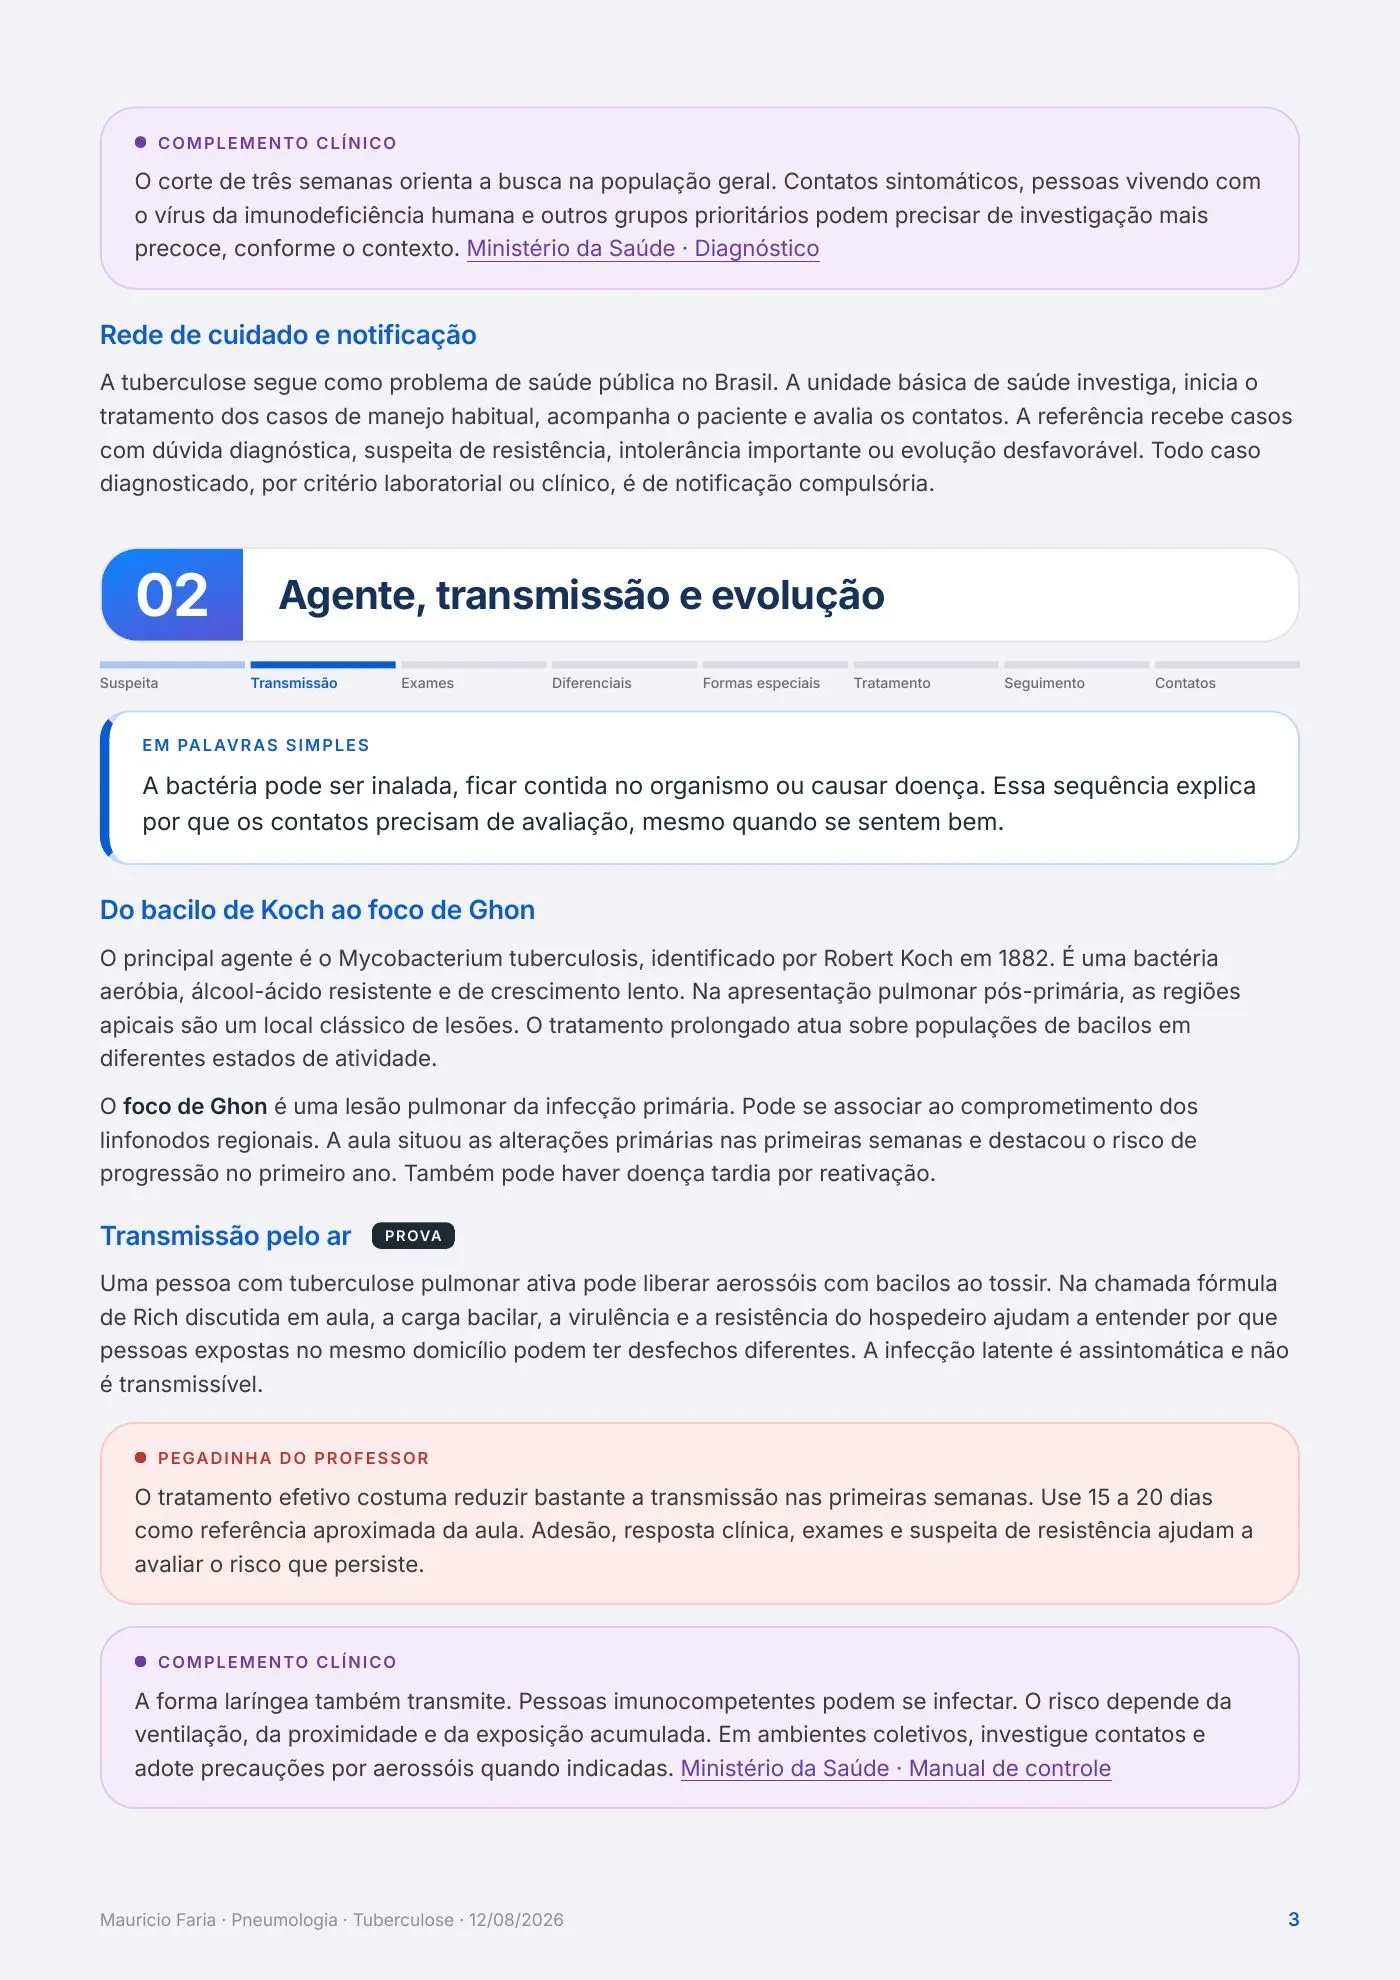 COMPLEMENTO CLÍNICO
O corte de três semanas orienta a busca na população geral. Contatos sintomáticos, pessoas vivendo com
o vírus da imunodeficiência humana e outros grupos prioritários podem precisar de investigação mais
precoce, conforme o contexto. Ministério da Saúde · Diagnóstico
Rede de cuidado e notificação
A tuberculose segue como problema de saúde pública no Brasil. A unidade básica de saúde investiga, inicia o
tratamento dos casos de manejo habitual, acompanha o paciente e avalia os contatos. A referência recebe casos
com dúvida diagnóstica, suspeita de resistência, intolerância importante ou evolução desfavorável. Todo caso
diagnosticado, por critério laboratorial ou clínico, é de notificação compulsória.
02 Agente, transmissão e evolução
Suspeita Transmissão Exames Diferenciais Formas especiais Tratamento Seguimento Contatos
EM PALAVRAS SIMPLES
A bactéria pode ser inalada, ficar contida no organismo ou causar doença. Essa sequência explica
por que os contatos precisam de avaliação, mesmo quando se sentem bem.
Do bacilo de Koch ao foco de Ghon
O principal agente é o Mycobacterium tuberculosis, identificado por Robert Koch em 1882. É uma bactéria
aeróbia, álcool-ácido resistente e de crescimento lento. Na apresentação pulmonar pós-primária, as regiões
apicais são um local clássico de lesões. O tratamento prolongado atua sobre populações de bacilos em
diferentes estados de atividade.
O foco de Ghon é uma lesão pulmonar da infecção primária. Pode se associar ao comprometimento dos
linfonodos regionais. A aula situou as alterações primárias nas primeiras semanas e destacou o risco de
progressão no primeiro ano. Também pode haver doença tardia por reativação.
Transmissão pelo ar PROVA
Uma pessoa com tuberculose pulmonar ativa pode liberar aerossóis com bacilos ao tossir. Na chamada fórmula
de Rich discutida em aula, a carga bacilar, a virulência e a resistência do hospedeiro ajudam a entender por que
pessoas expostas no mesmo domicílio podem ter desfechos diferentes. A infecção latente é assintomática e não
é transmissível.
PEGADINHA DO PROFESSOR
O tratamento efetivo costuma reduzir bastante a transmissão nas primeiras semanas. Use 15 a 20 dias
como referência aproximada da aula. Adesão, resposta clínica, exames e suspeita de resistência ajudam a
avaliar o risco que persiste.
COMPLEMENTO CLÍNICO
A forma laríngea também transmite. Pessoas imunocompetentes podem se infectar. O risco depende da
ventilação, da proximidade e da exposição acumulada. Em ambientes coletivos, investigue contatos e
adote precauções por aerossóis quando indicadas. Ministério da Saúde · Manual de controle
Mauricio Faria · Pneumologia · Tuberculose · 12/08/2026 3